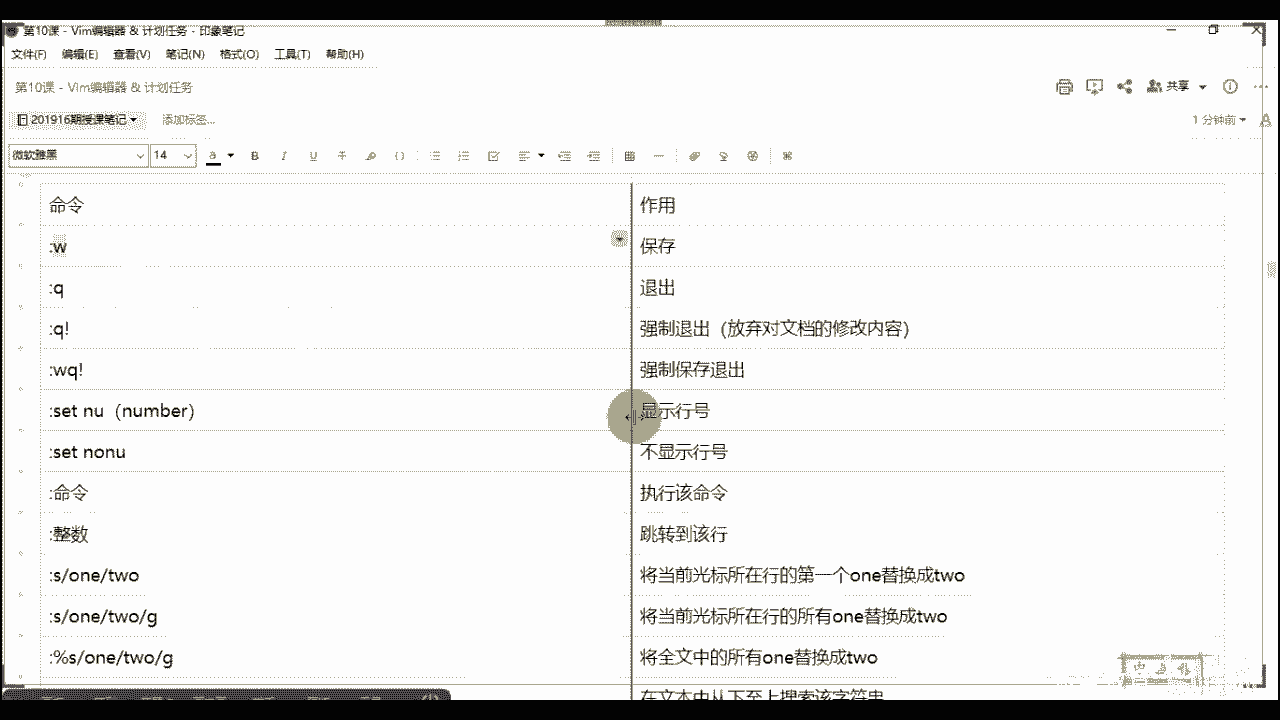 第10课 - Vim编辑器 & 计划任务 - 印象笔记
文件(F) 编辑(E) 查看(V) 笔记(N) 格式(O) 工具(T) 帮助(H)
第10课 - Vim编辑器 & 计划任务
共享
201916期授课笔记 添加标签...
1 分钟前
微软雅黑 14
命令 作用
:w 保存
:q 退出
:q! 强制退出（放弃对文档的修改内容）
:wq! 强制保存退出
:set nu（number） 显示行号
:set nonu 不显示行号
:命令 执行该命令
:整数 跳转到该行
:s/one/two 将当前光标所在行的第一个one替换成two
:s/one/two/g 将当前光标所在行的所有one替换成two
:%s/one/two/g 将全文中的所有one替换成two
在文本中从下至上搜索该字符串